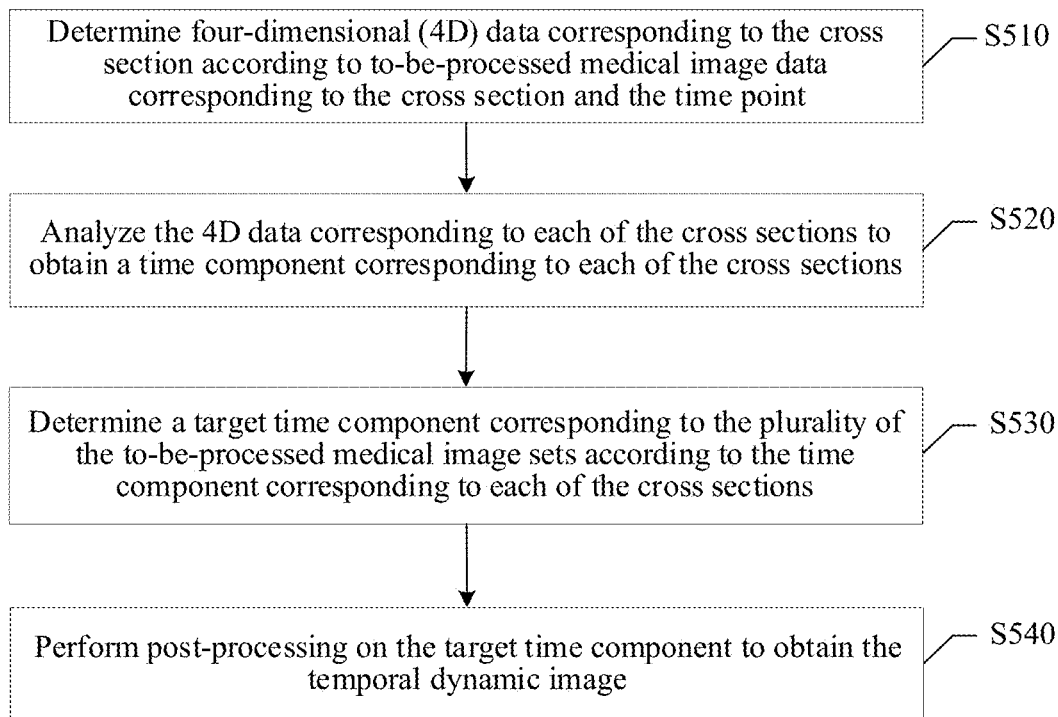 Determine four-dimensional (4D) data corresponding to the cross
section according to to-be-processed medical image data
corresponding to the cross section and the time point
S510
Analyze the 4D data corresponding to each of the cross sections to
obtain a time component corresponding to each of the cross sections
S520
Determine a target time component corresponding to the plurality of
the to-be-processed medical image sets according to the time
component corresponding to each of the cross sections
S530
Perform post-processing on the target time component to obtain the
temporal dynamic image
S540